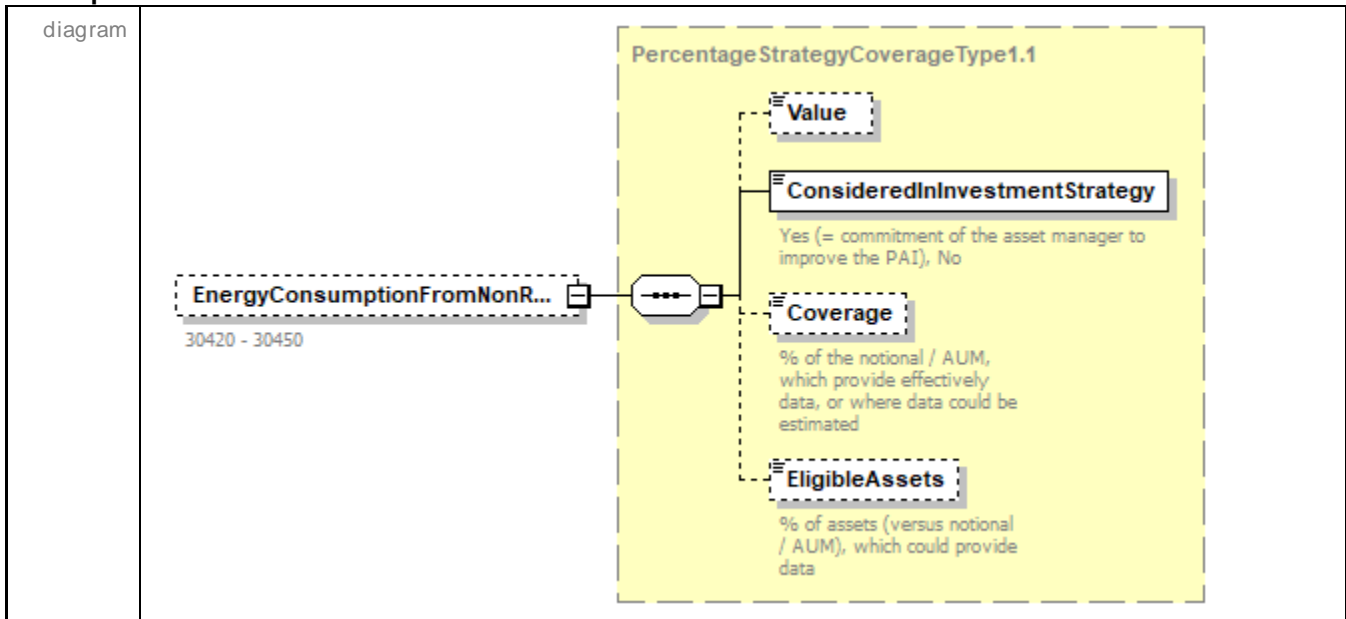 diagram
PercentageStrategyCoverageType1.1
Value
ConsideredInInvestmentStrategy
Yes (= commitment of the asset manager to
improve the PAI), No
EnergyConsumptionFromNonR...
30420 - 30450
Coverage
% of the notional / AUM,
which provide effectively
data, or where data could be
estimated
EligibleAssets
% of assets (versus notional
/ AUM), which could provide
data